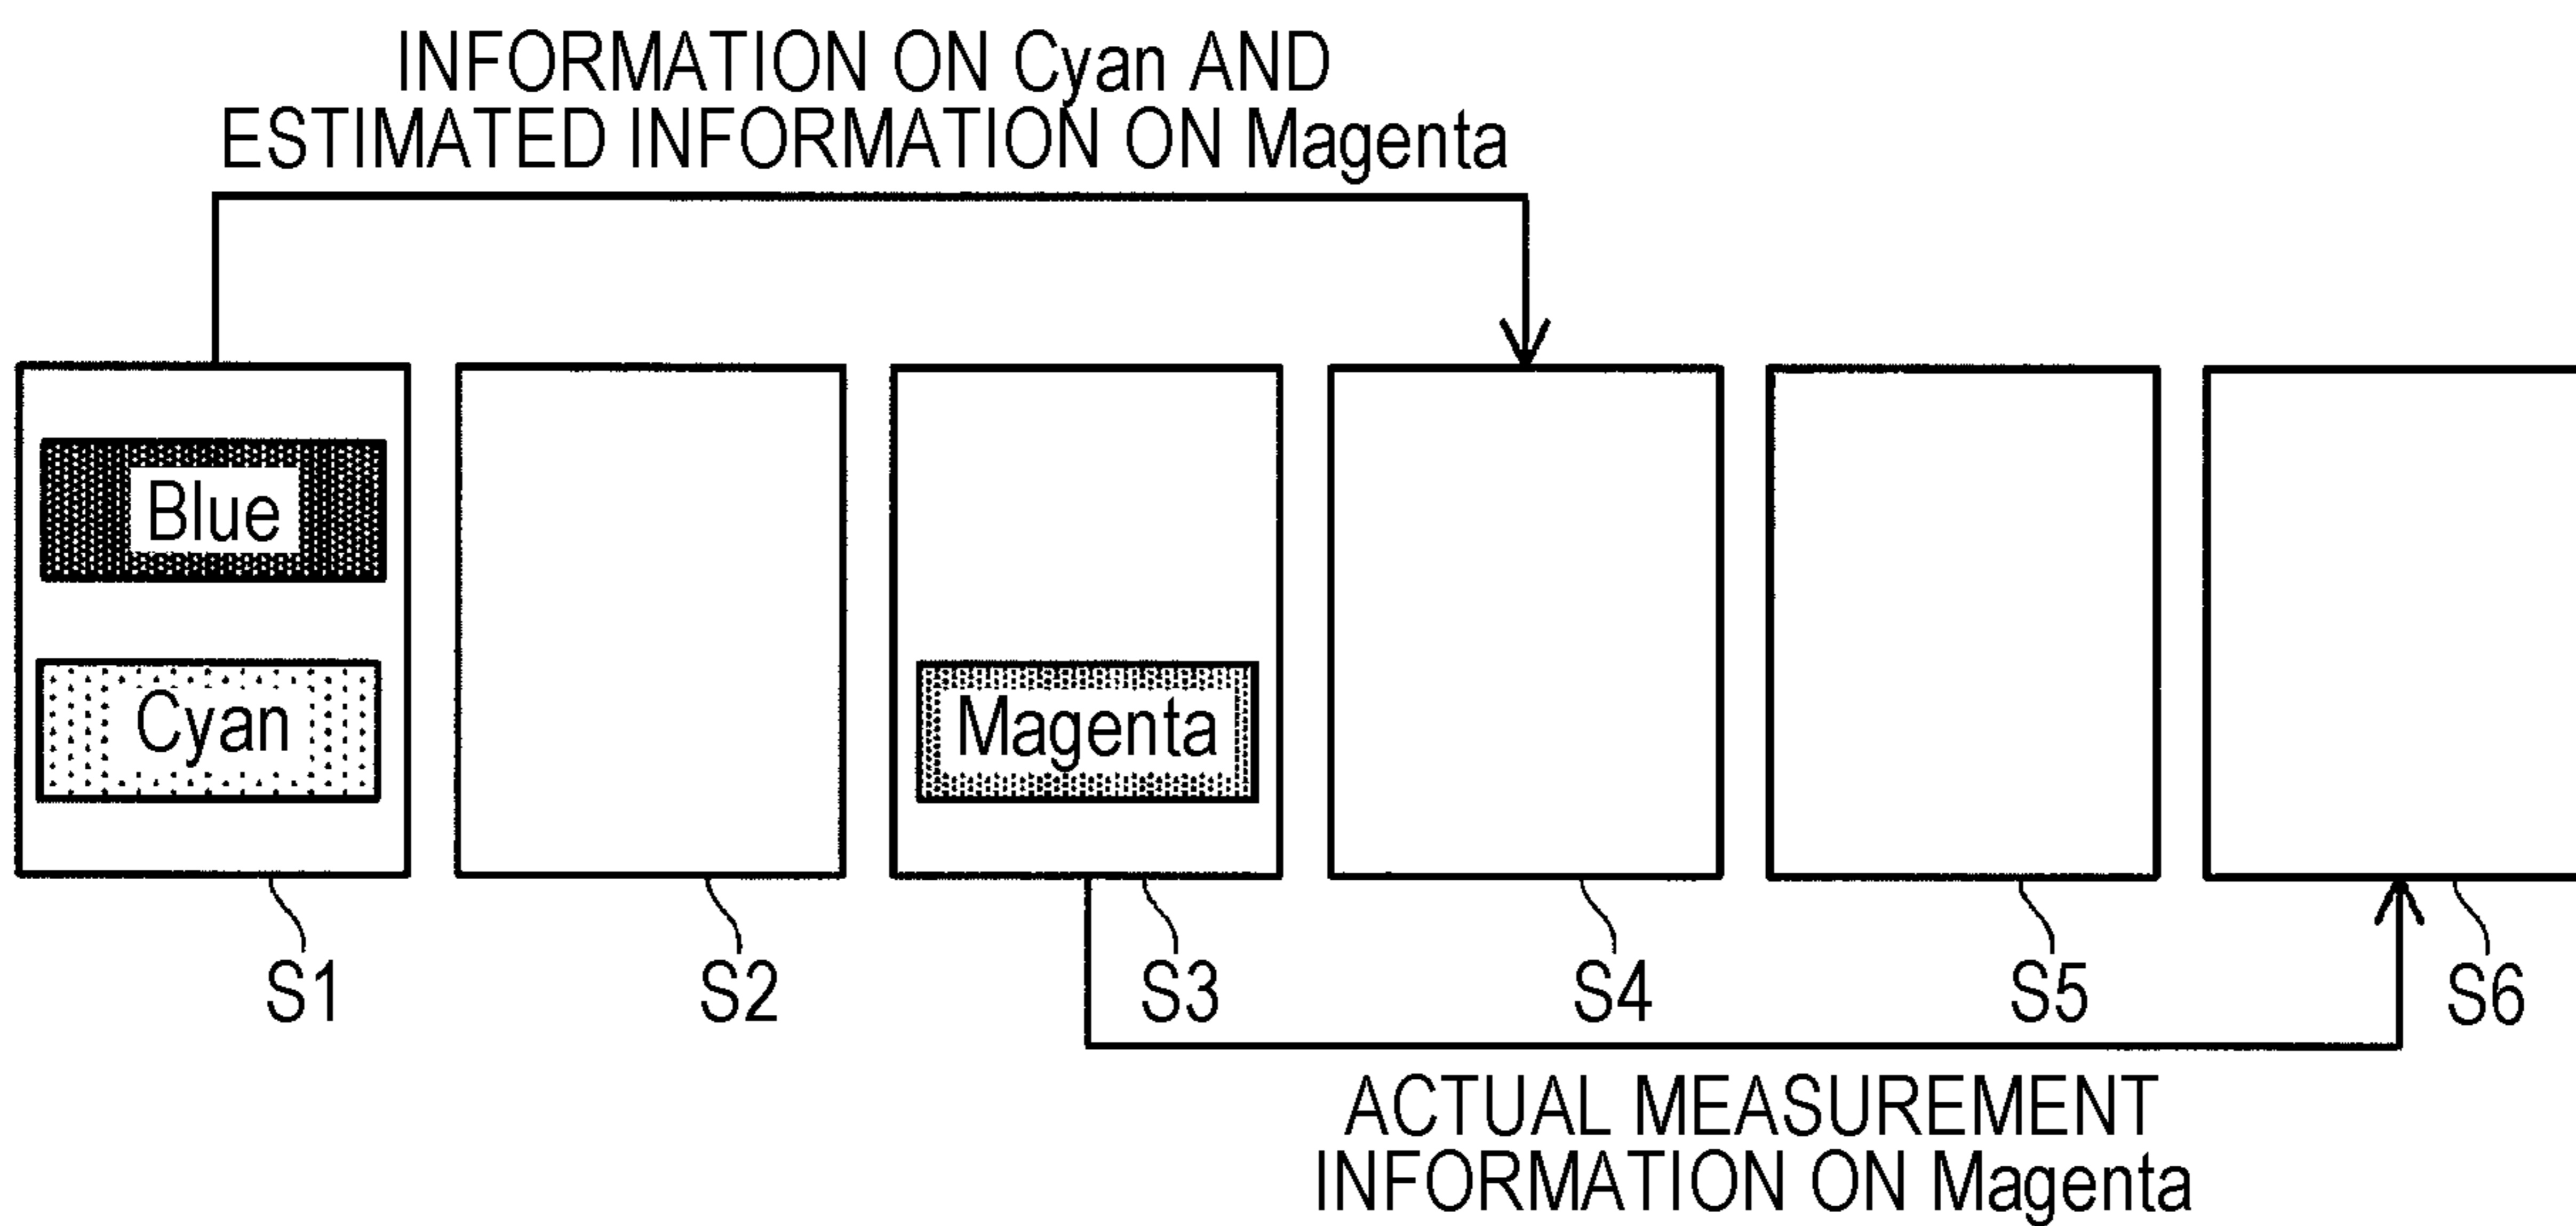 INFORMATION ON Cyan AND
ESTIMATED INFORMATION ON Magenta
Blue
Cyan
Magenta
S1
S2
S3
S4
S5
S6
ACTUAL MEASUREMENT
INFORMATION ON Magenta